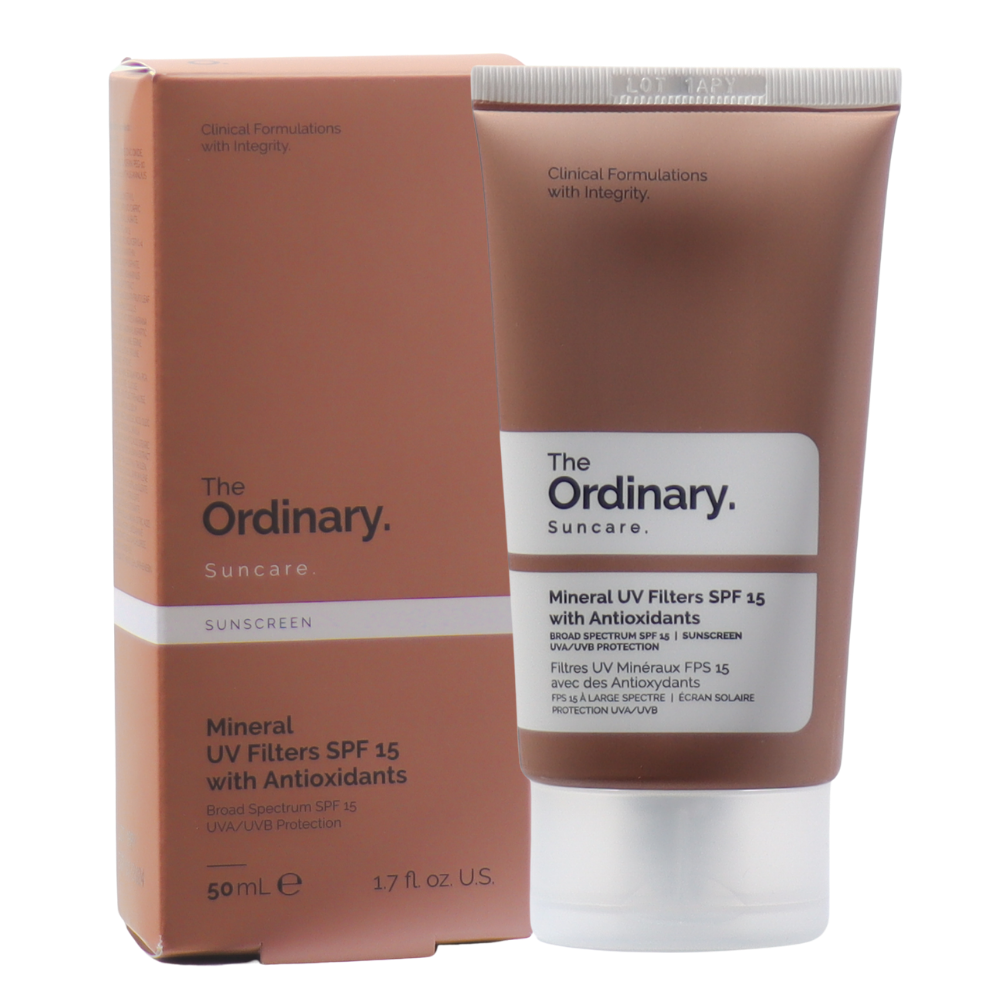 Clinical Formulations
with Integrity.
The
Ordinary.
Suncare.
SUNSCREEN
Mineral
UV Filters SPF 15
with Antioxidants
Broad Spectrum SPF 15
UVA/UVB Protection
50mL ℮
1.7 fl. oz. U.S.
LOT 1APY
Clinical Formulations
with Integrity.
The
Ordinary.
Suncare.
Mineral UV Filters SPF 15
with Antioxidants
BROAD SPECTRUM SPF 15 | SUNSCREEN
UVA/UVB PROTECTION
Filtres UV Minéraux FPS 15
avec des Antioxydants
FPS 15 À LARGE SPECTRE | ÉCRAN SOLAIRE
PROTECTION UVA/UVB